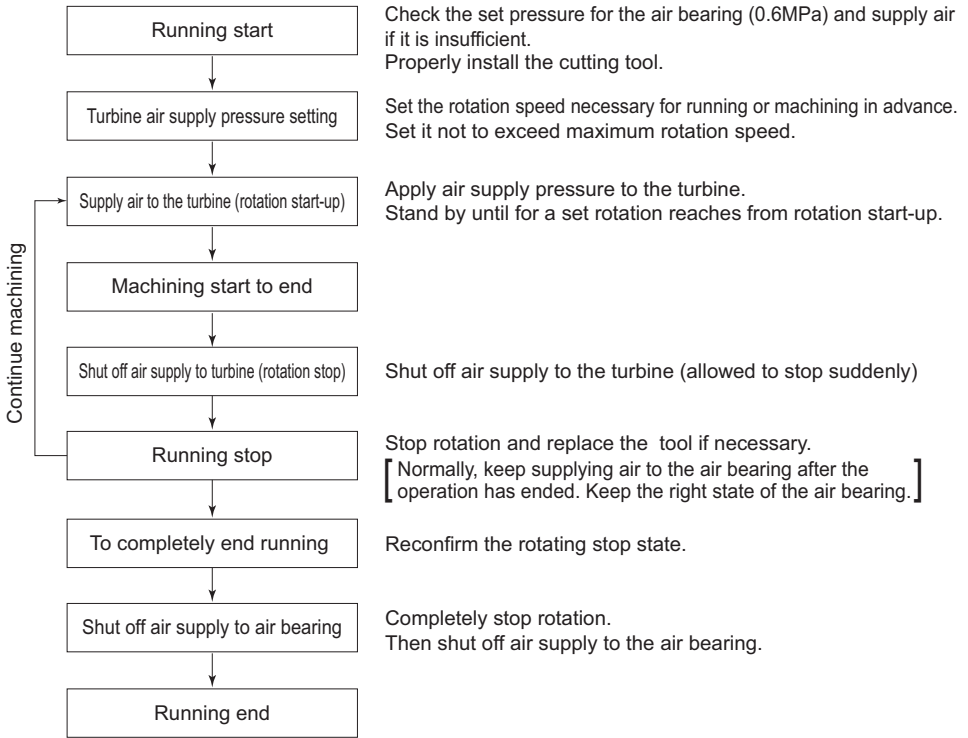 Running start
Check the set pressure for the air bearing (0.6MPa) and supply air
if it is insufficient.
Properly install the cutting tool.
Turbine air supply pressure setting
Set the rotation speed necessary for running or machining in advance.
Set it not to exceed maximum rotation speed.
Supply air to the turbine (rotation start-up)
Apply air supply pressure to the turbine.
Stand by until for a set rotation reaches from rotation start-up.
Continue machining
Machining start to end
Shut off air supply to turbine (rotation stop)
Shut off air supply to the turbine (allowed to stop suddenly)
Running stop
Stop rotation and replace the tool if necessary.
[Normally, keep supplying air to the air bearing after the
operation has ended. Keep the right state of the air bearing.]
To completely end running
Reconfirm the rotating stop state.
Shut off air supply to air bearing
Completely stop rotation.
Then shut off air supply to the air bearing.
Running end